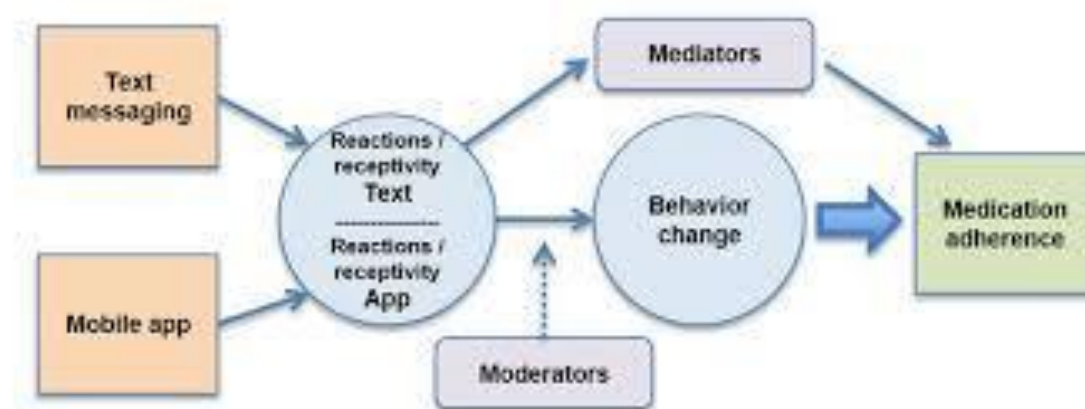 Text
messaging
Mediators
Reactions /
receptivity
Text
----------------
Reactions /
receptivity
App
Behavior
change
Medication
adherence
Mobile app
Moderators